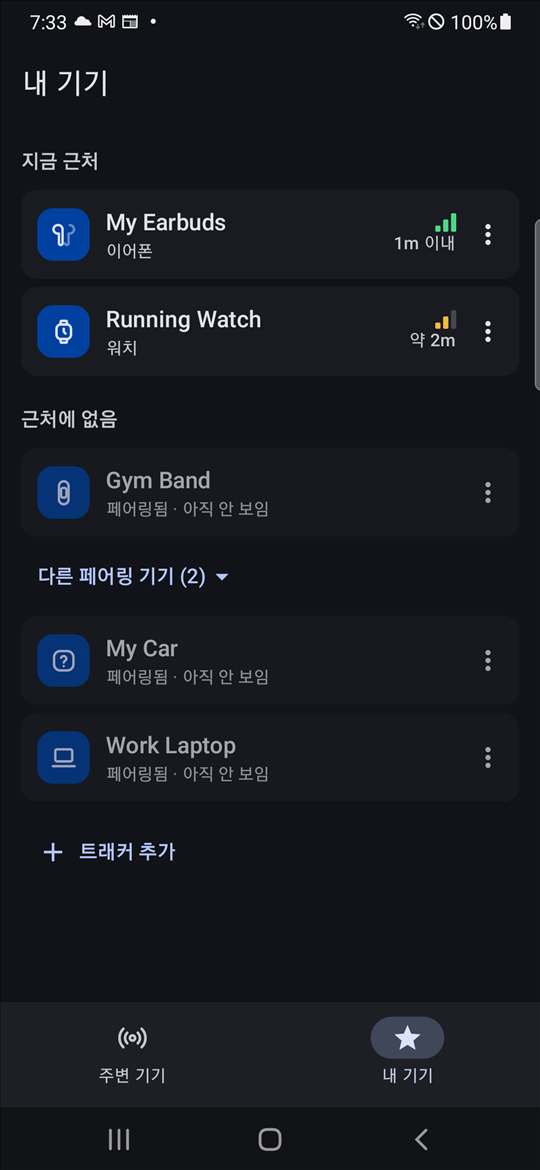 7:33 100%
내 기기
지금 근처
My Earbuds
이어폰
1m 이내
Running Watch
워치
약 2m
근처에 없음
Gym Band
페어링됨 · 아직 안 보임
다른 페어링 기기 (2)
My Car
페어링됨 · 아직 안 보임
Work Laptop
페어링됨 · 아직 안 보임
트래커 추가
주변 기기
내 기기